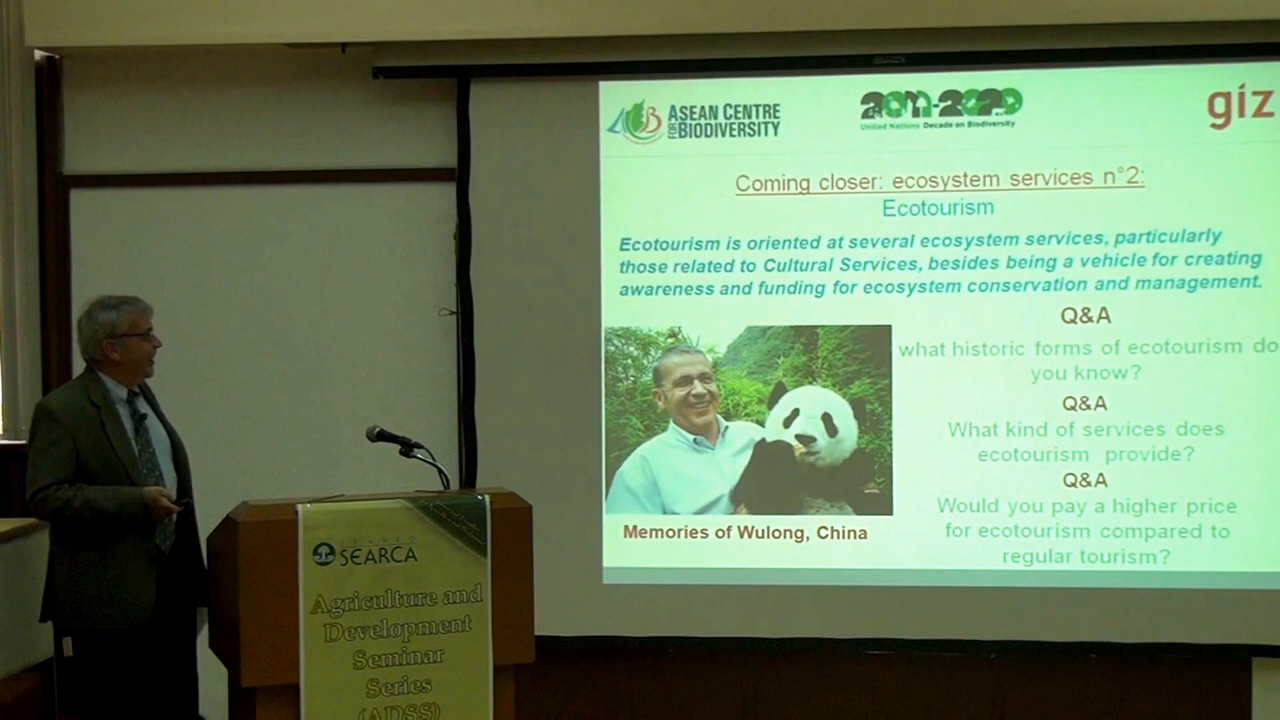 ASEAN CENTRE
FOR BIODIVERSITY
2011-2020
United Nations Decade on Biodiversity
giz
Coming closer: ecosystem services n°2:
Ecotourism
Ecotourism is oriented at several ecosystem services, particularly
those related to Cultural Services, besides being a vehicle for creating
awareness and funding for ecosystem conservation and management.
Q&A
what historic forms of ecotourism do
you know?
Q&A
What kind of services does
ecotourism provide?
Q&A
Would you pay a higher price
for ecotourism compared to
regular tourism?
Memories of Wulong, China
SEARCA
Agriculture and
Development
Seminar
Series
(ADSS)